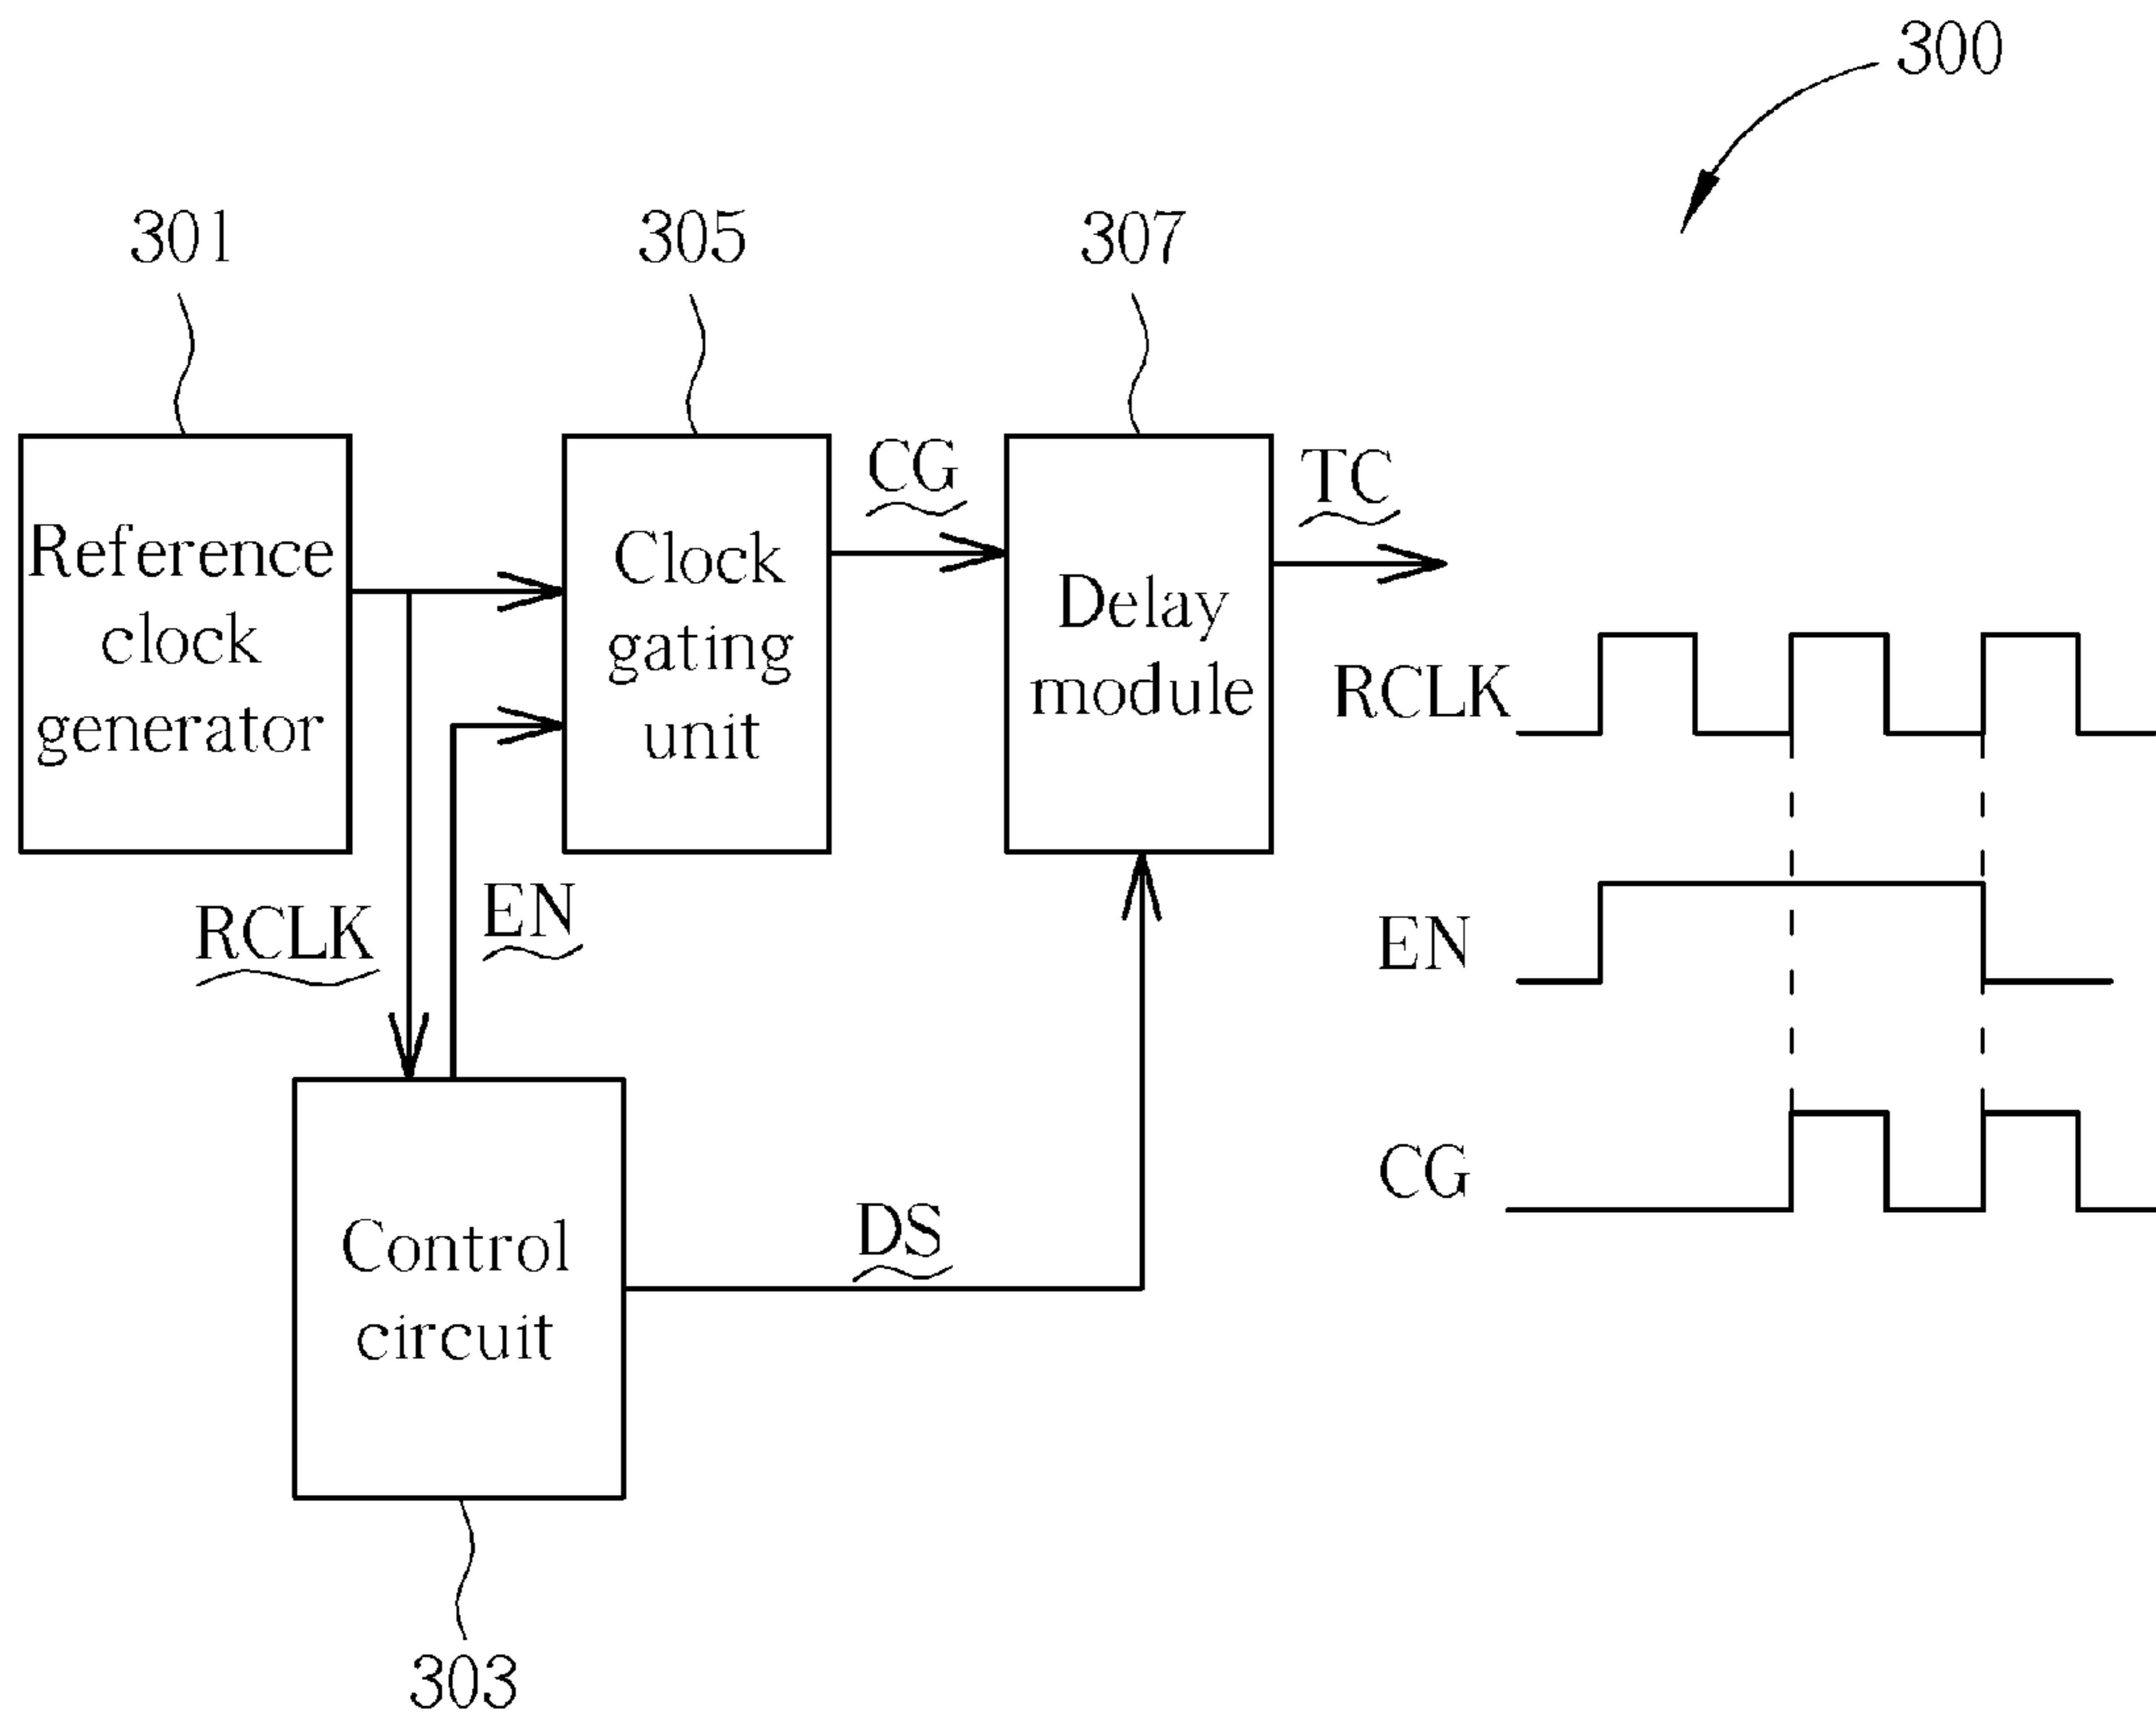 300
301
305
307
Reference
clock
generator
Clock
gating
unit
CG
Delay
module
TC
RCLK
EN
CG
RCLK
EN
Control
circuit
DS
303